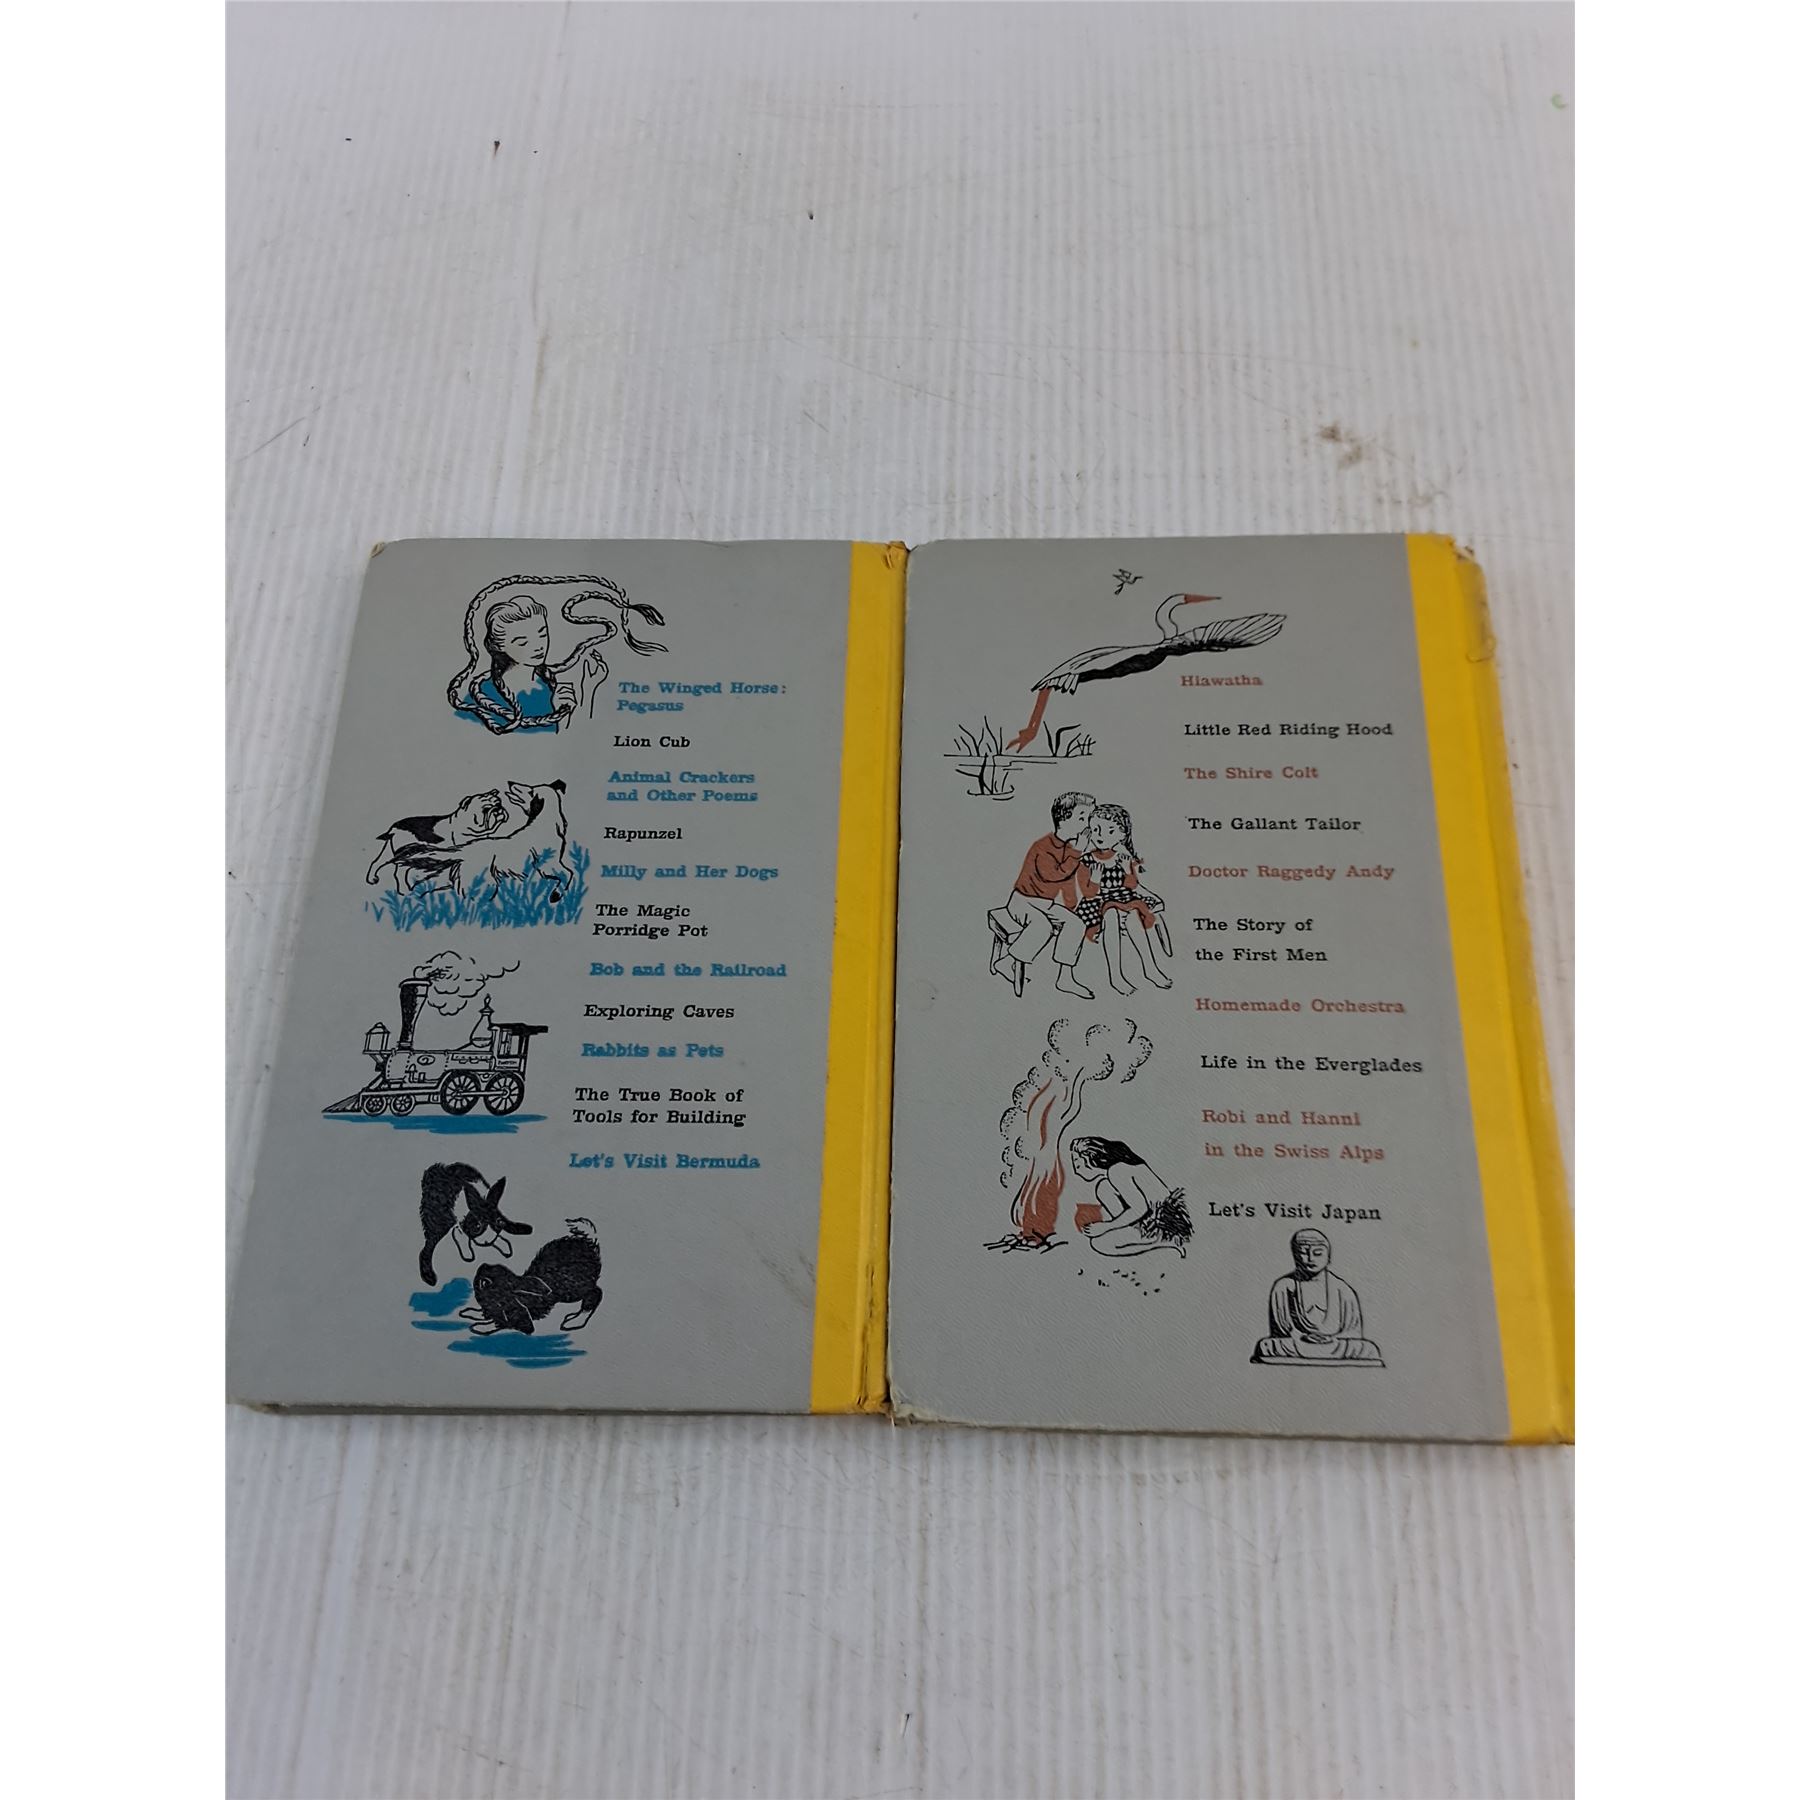 The Winged Horse:
Pegasus
Lion Cub
Animal Crackers
and Other Poems
Rapunzel
Milly and Her Dogs
The Magic
Porridge Pot
Bob and the Railroad
Exploring Caves
Rabbits as Pets
The True Book of
Tools for Building
Let's Visit Bermuda
Hiawatha
Little Red Riding Hood
The Shire Colt
The Gallant Tailor
Doctor Raggedy Andy
The Story of
the First Men
Homemade Orchestra
Life in the Everglades
Robi and Hanni
in the Swiss Alps
Let's Visit Japan